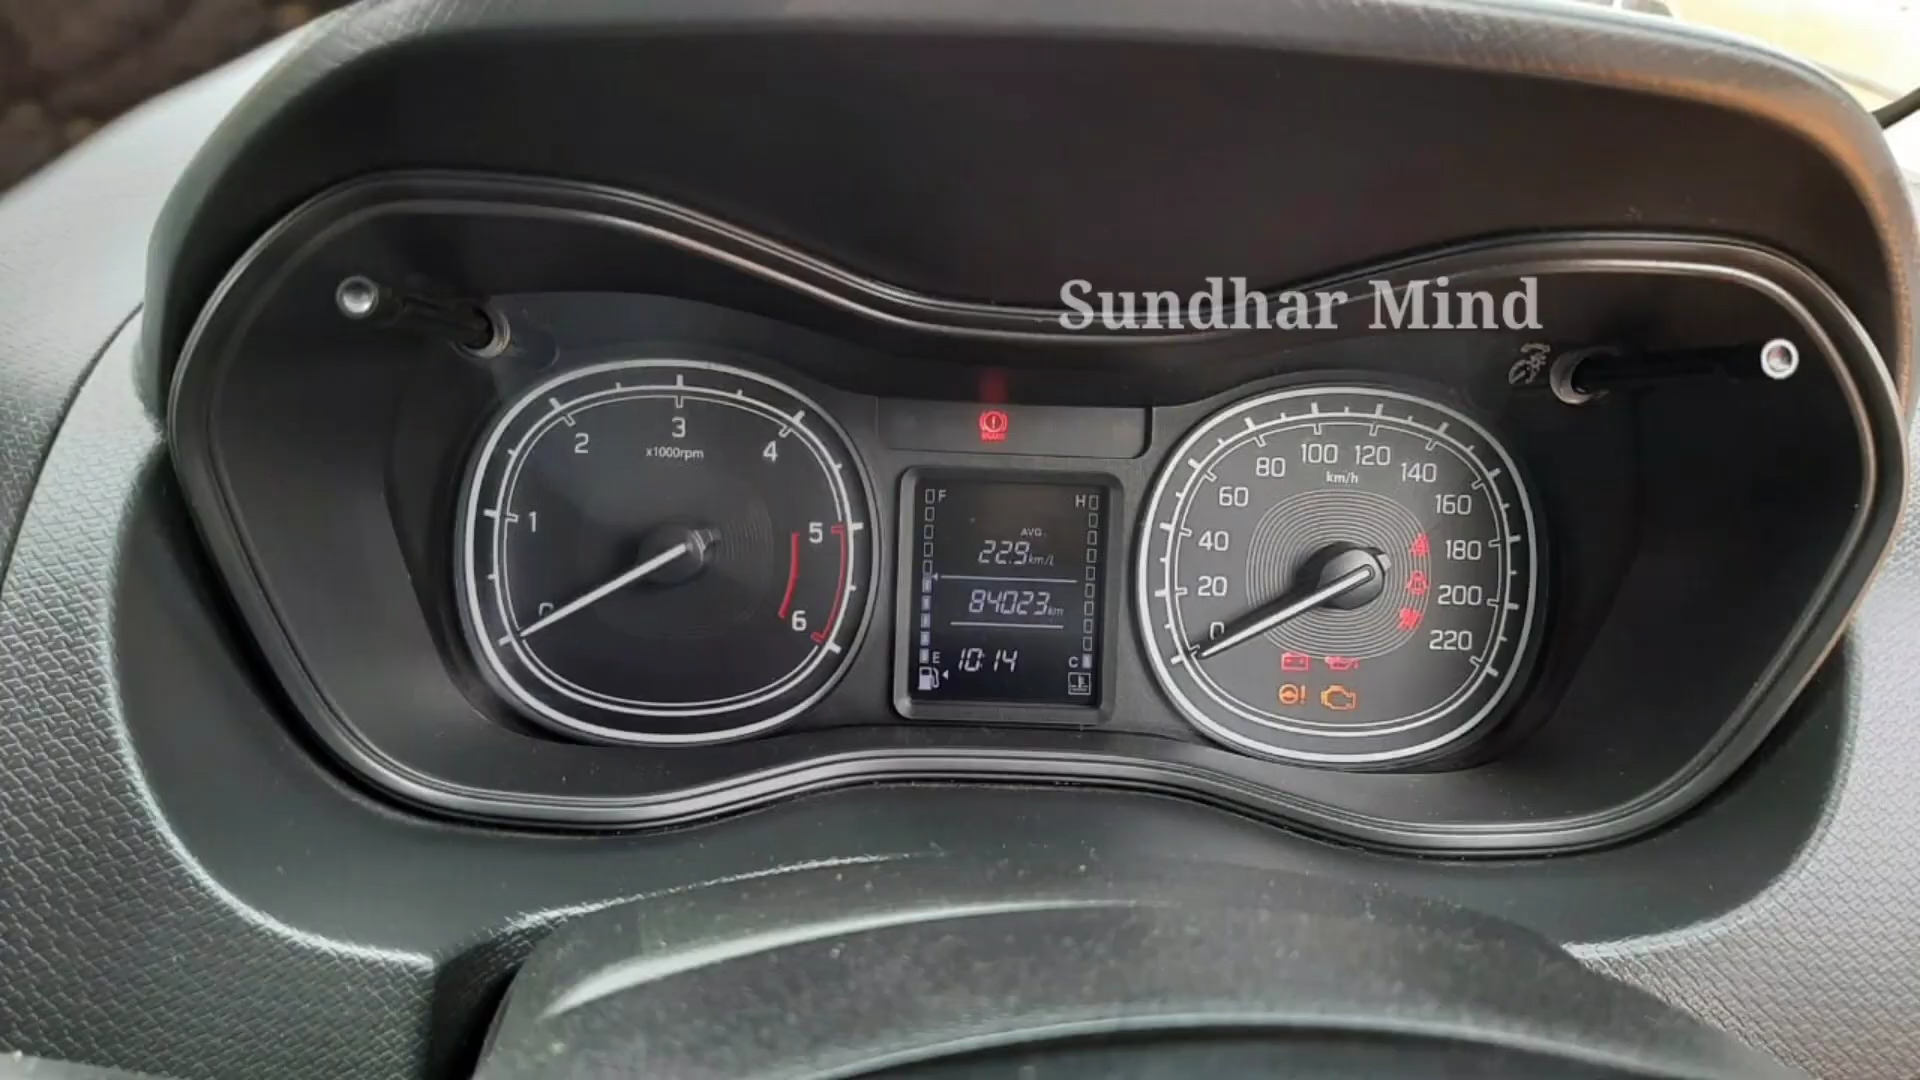 Sundhar Mind
0 1 2 3 4 5 6
x1000rpm
F
H
AVG
22.9 km/L
84023 km
E
10:14
C
0 20 40 60 80 100 120 140 160 180 200 220
km/h